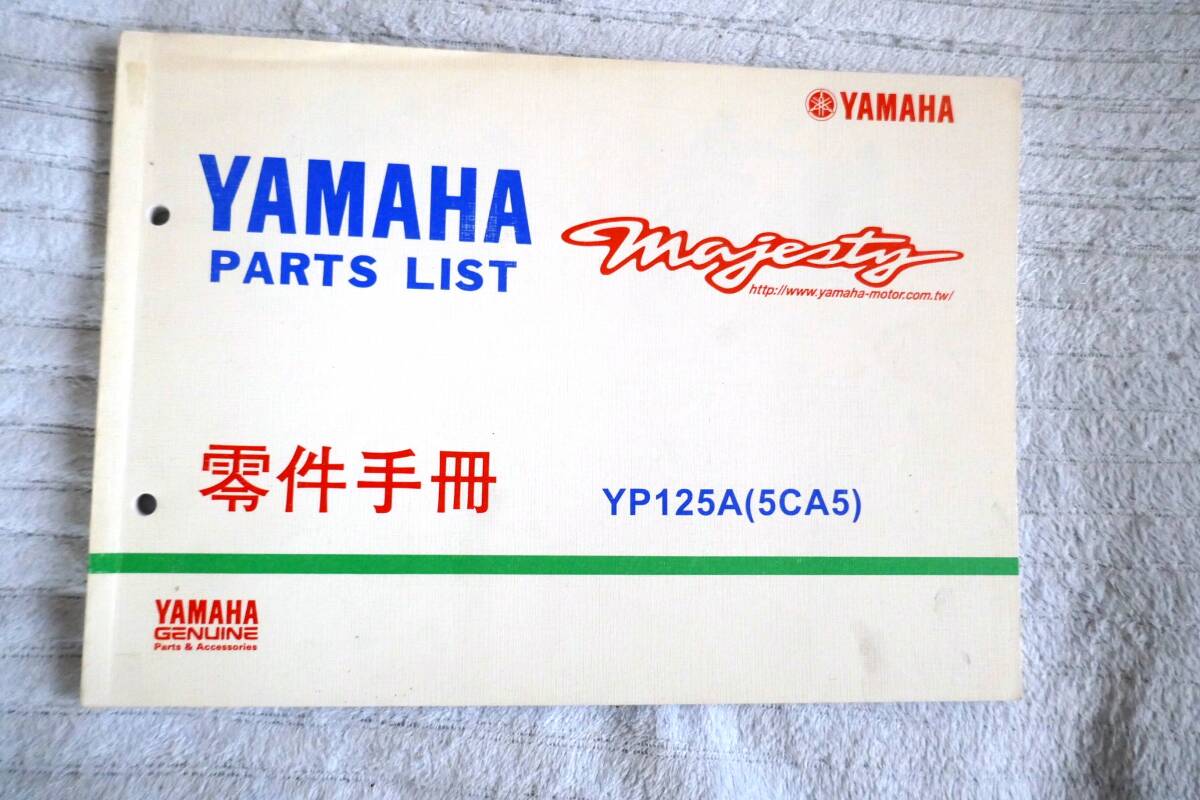 YAMAHA
YAMAHA
PARTS LIST
majesty
http://www.yamaha-motor.com.tw/
零件手冊
YP125A(5CA5)
YAMAHA
GENUINE
Parts & Accessories